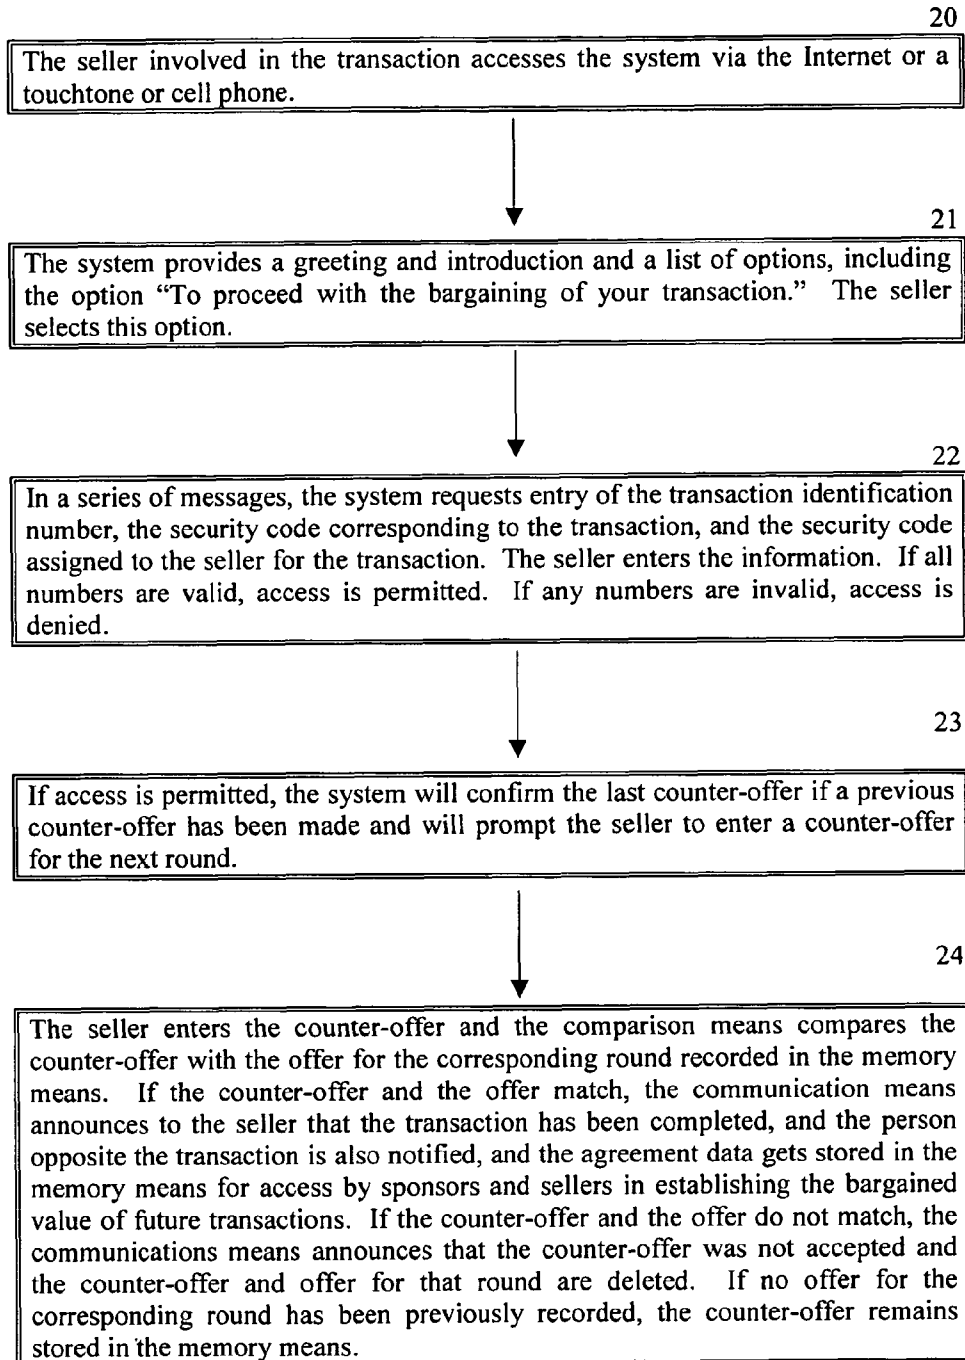 20
The seller involved in the transaction accesses the system via the Internet or a
touchtone or cell phone.
21
The system provides a greeting and introduction and a list of options, including
the option “To proceed with the bargaining of your transaction.” The seller
selects this option.
22
In a series of messages, the system requests entry of the transaction identification
number, the security code corresponding to the transaction, and the security code
assigned to the seller for the transaction. The seller enters the information. If all
numbers are valid, access is permitted. If any numbers are invalid, access is
denied.
23
If access is permitted, the system will confirm the last counter-offer if a previous
counter-offer has been made and will prompt the seller to enter a counter-offer
for the next round.
24
The seller enters the counter-offer and the comparison means compares the
counter-offer with the offer for the corresponding round recorded in the memory
means. If the counter-offer and the offer match, the communication means
announces to the seller that the transaction has been completed, and the person
opposite the transaction is also notified, and the agreement data gets stored in the
memory means for access by sponsors and sellers in establishing the bargained
value of future transactions. If the counter-offer and the offer do not match, the
communications means announces that the counter-offer was not accepted and
the counter-offer and offer for that round are deleted. If no offer for the
corresponding round has been previously recorded, the counter-offer remains
stored in the memory means.